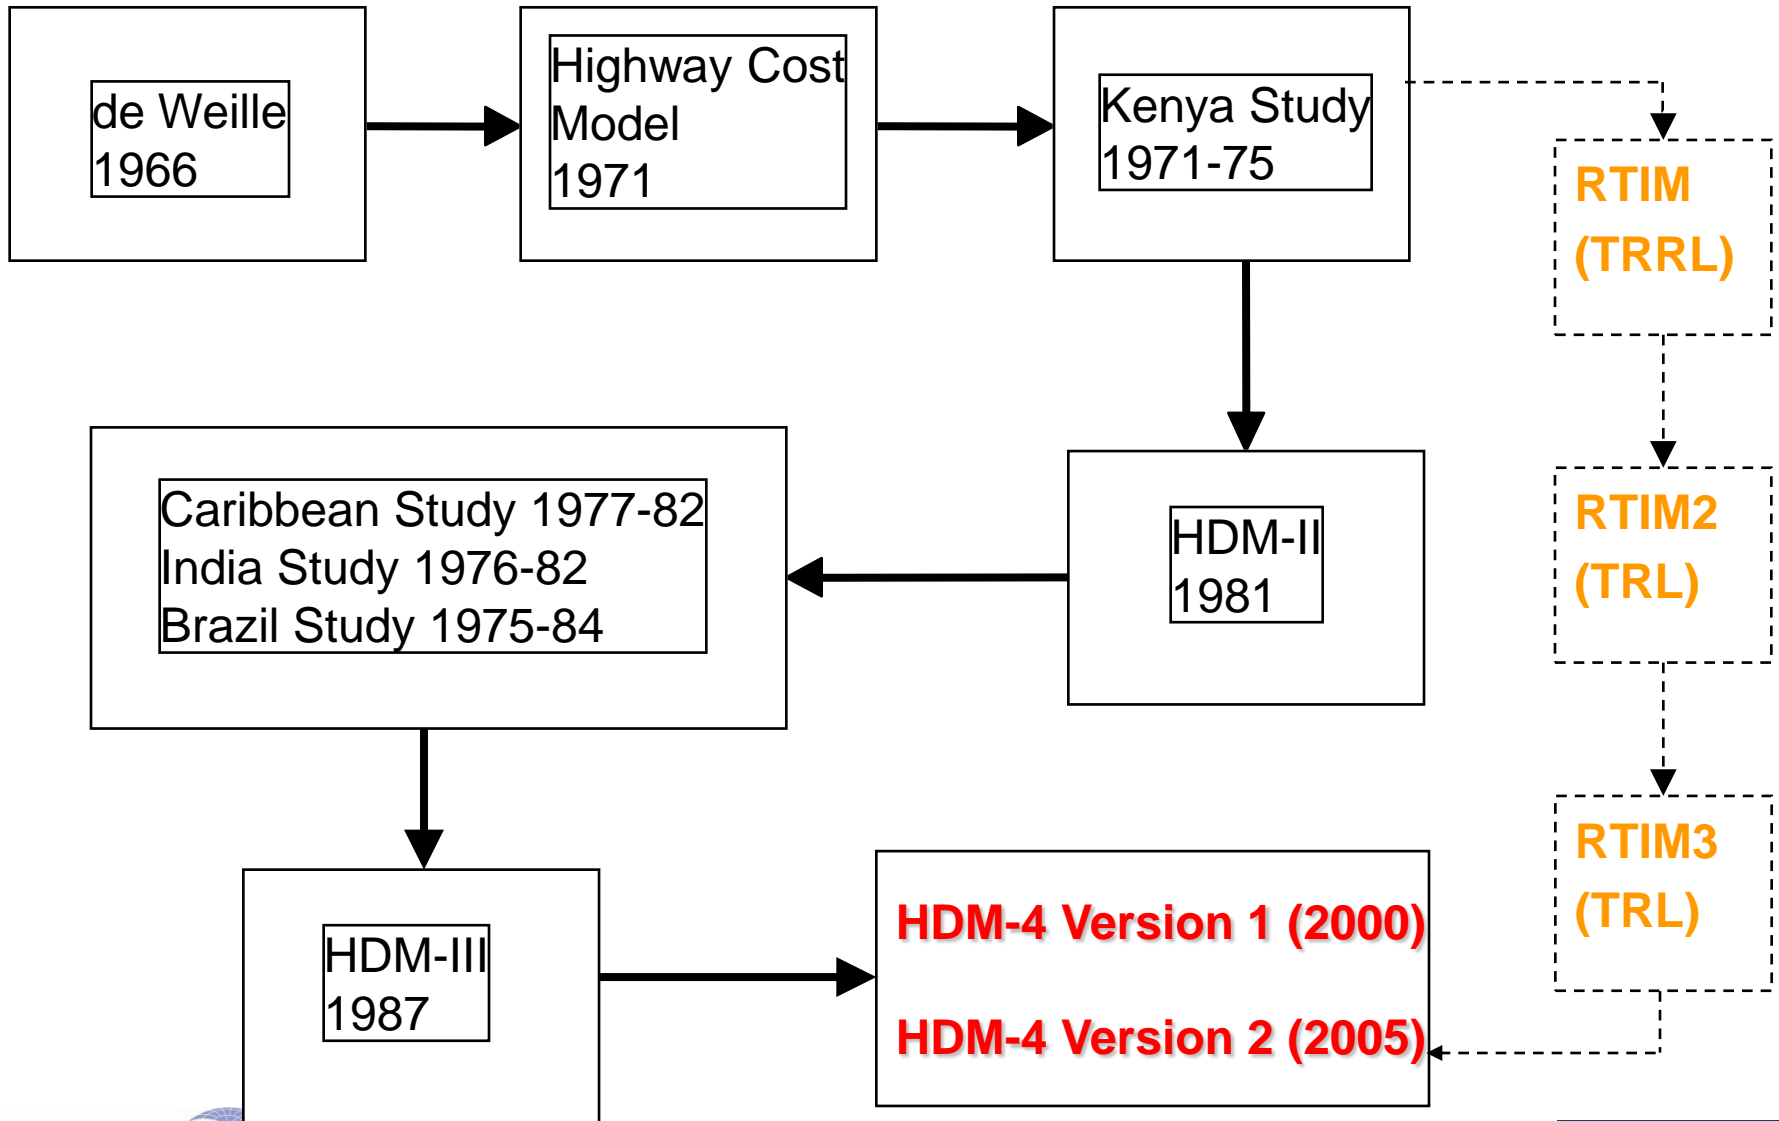 de Weille
1966
Highway Cost
Model
1971
Kenya Study
1971-75
RTIM
(TRRL)
Caribbean Study 1977-82
India Study 1976-82
Brazil Study 1975-84
HDM-II
1981
RTIM2
(TRL)
HDM-III
1987
HDM-4 Version 1 (2000)
HDM-4 Version 2 (2005)
RTIM3
(TRL)